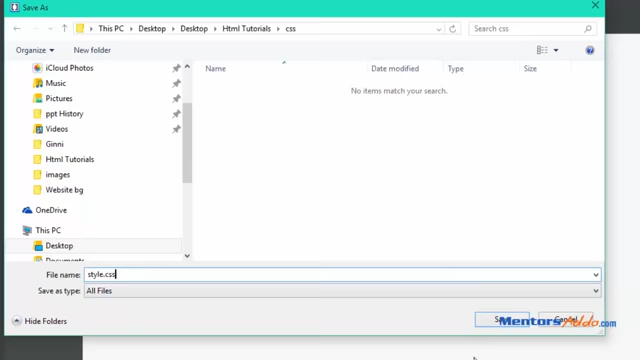 Save As
This PC > Desktop > Desktop > Html Tutorials > css
Search css
Organize
New folder
iCloud Photos
Music
Pictures
ppt History
Videos
Ginni
Html Tutorials
images
Website bg
OneDrive
This PC
Desktop
Documents
Name
Date modified
Type
Size
No items match your search.
File name: style.css
Save as type: All Files
Hide Folders
Cancel
MentorsAdda.com